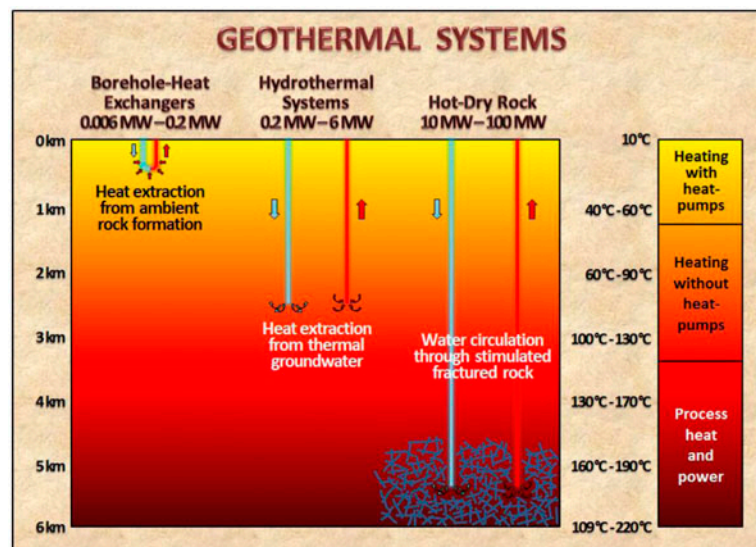 GEOTHERMAL SYSTEMS
Borehole-Heat
Exchangers
0.006 MW – 0.2 MW
Hydrothermal
Systems
0.2 MW – 6 MW
Hot-Dry Rock
10 MW – 100 MW
0 km
1 km
2 km
3 km
4 km
5 km
6 km
Heat extraction
from ambient
rock formation
Heat extraction
from thermal
groundwater
Water circulation
through stimulated
fractured rock
10°C
40°C - 60°C
60°C - 90°C
100°C - 130°C
130°C - 170°C
160°C - 190°C
109°C - 220°C
Heating
with
heat-
pumps
Heating
without heat-
pumps
Process
heat
and
power